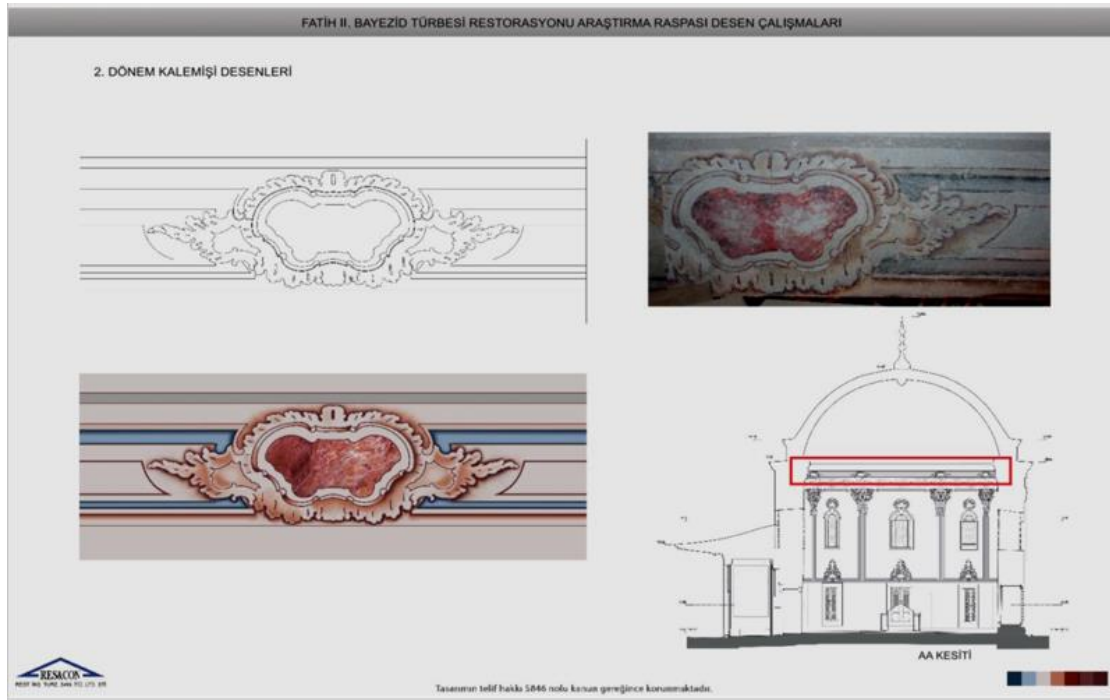 FATİH II. BAYEZİD TÜRBESİ RESTORASYONU ARAŞTIRMA RASPASI DESEN ÇALIŞMALARI
2. DÖNEM KALEMİŞİ DESENLERİ
AA KESİTİ
RESACON
Tasarımın telif hakkı 5846 nolu kanun gereğince korunmaktadır.